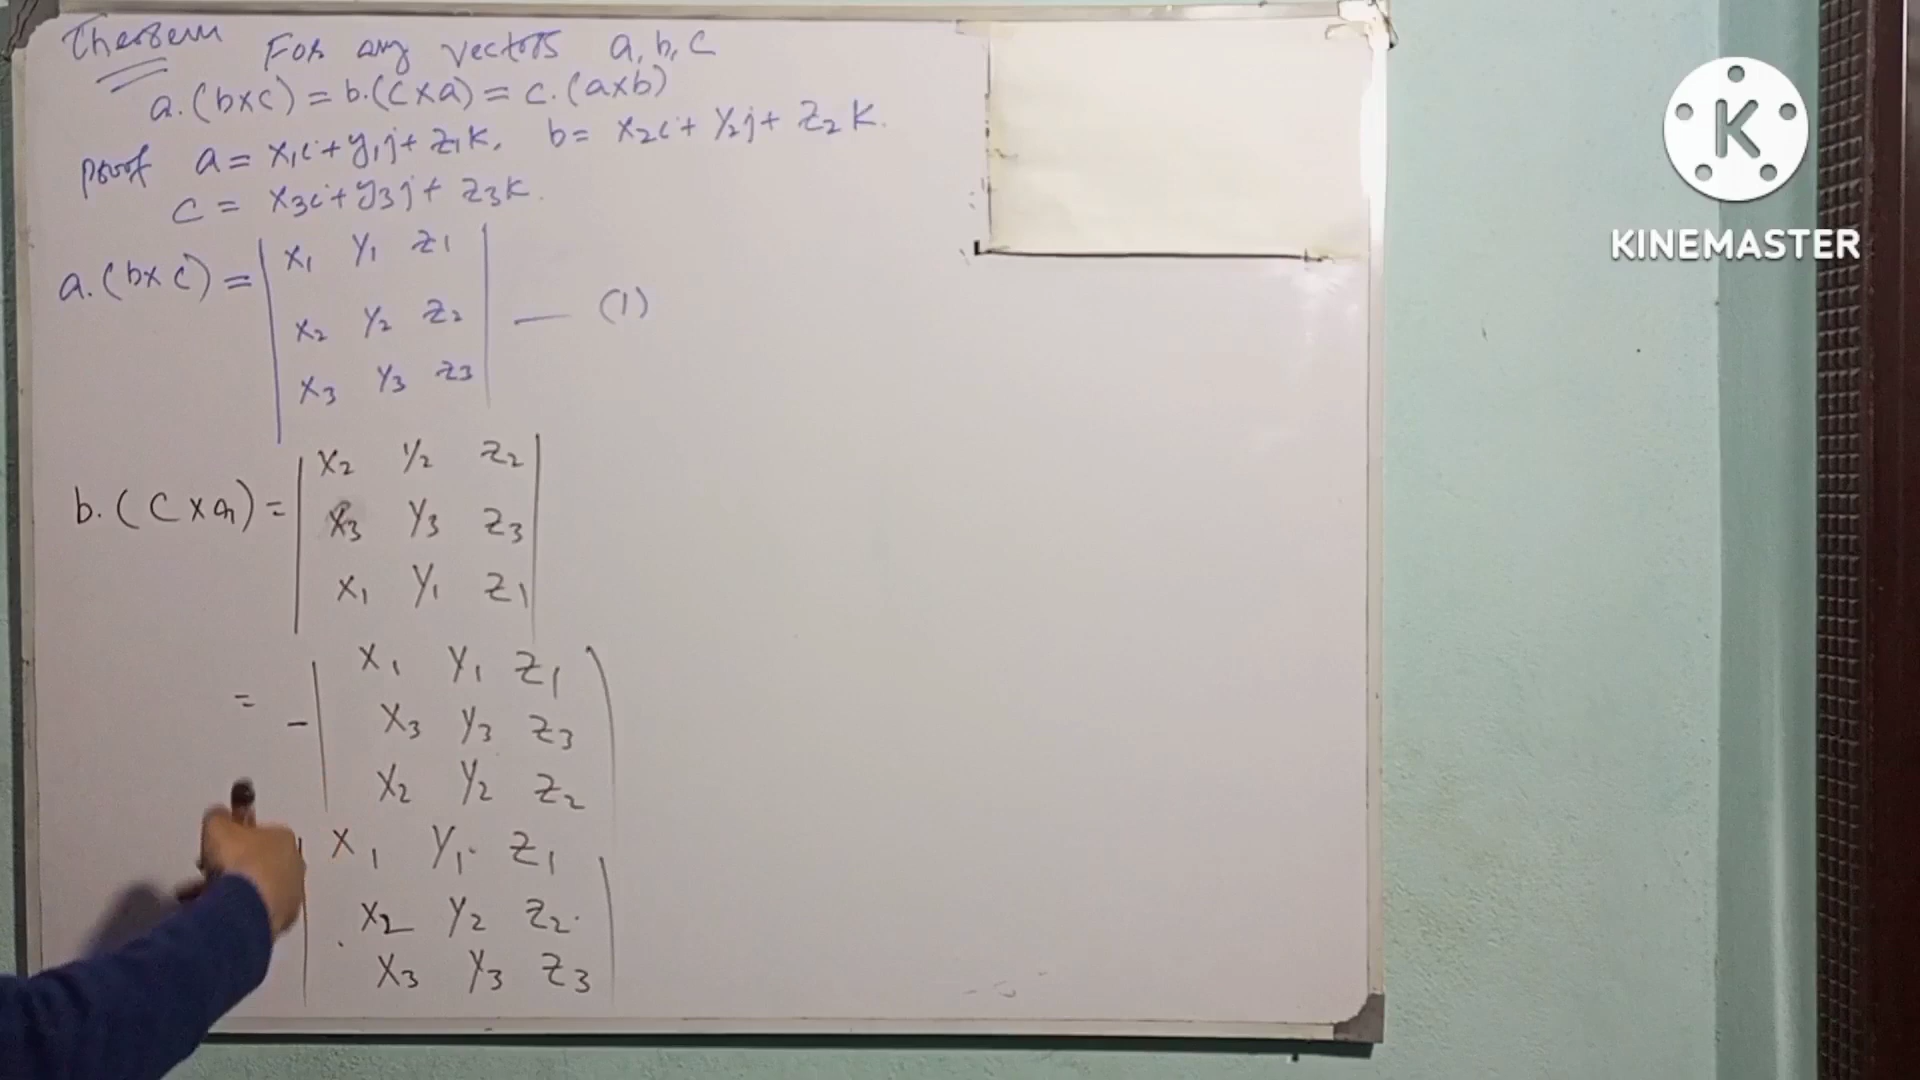 Theorem For any vectors a, b, c
a.(b×c) = b.(c×a) = c.(a×b)
proof a = x₁i + y₁j + z₁k, b = x₂i + y₂j + z₂k.
c = x₃i + y₃j + z₃k.
a.(b×c) = | x₁ y₁ z₁ |
| x₂ y₂ z₂ | — (1)
| x₃ y₃ z₃ |
b.(c×a) = | x₂ y₂ z₂ |
| x₃ y₃ z₃ |
| x₁ y₁ z₁ |
= - | x₁ y₁ z₁ |
| x₃ y₃ z₃ |
| x₂ y₂ z₂ |
| x₁ y₁ z₁ |
| x₂ y₂ z₂ |
| x₃ y₃ z₃ |
K
KINEMASTER